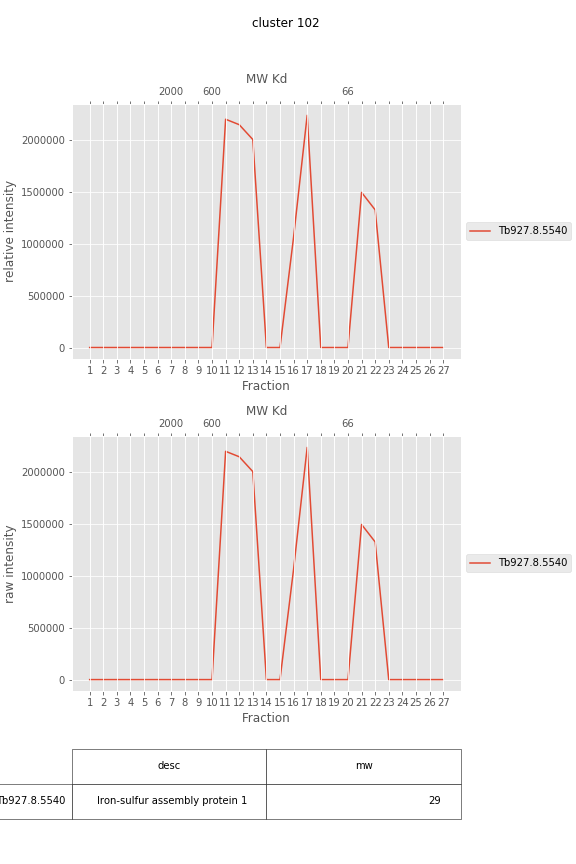 cluster 102
MW Kd
2000 600 66
relative intensity
2000000
1500000
1000000
500000
0
Tb927.8.5540
1 2 3 4 5 6 7 8 9 10 11 12 13 14 15 16 17 18 19 20 21 22 23 24 25 26 27
Fraction
MW Kd
2000 600 66
raw intensity
2000000
1500000
1000000
500000
0
Tb927.8.5540
1 2 3 4 5 6 7 8 9 10 11 12 13 14 15 16 17 18 19 20 21 22 23 24 25 26 27
Fraction
desc mw
Tb927.8.5540 Iron-sulfur assembly protein 1 29